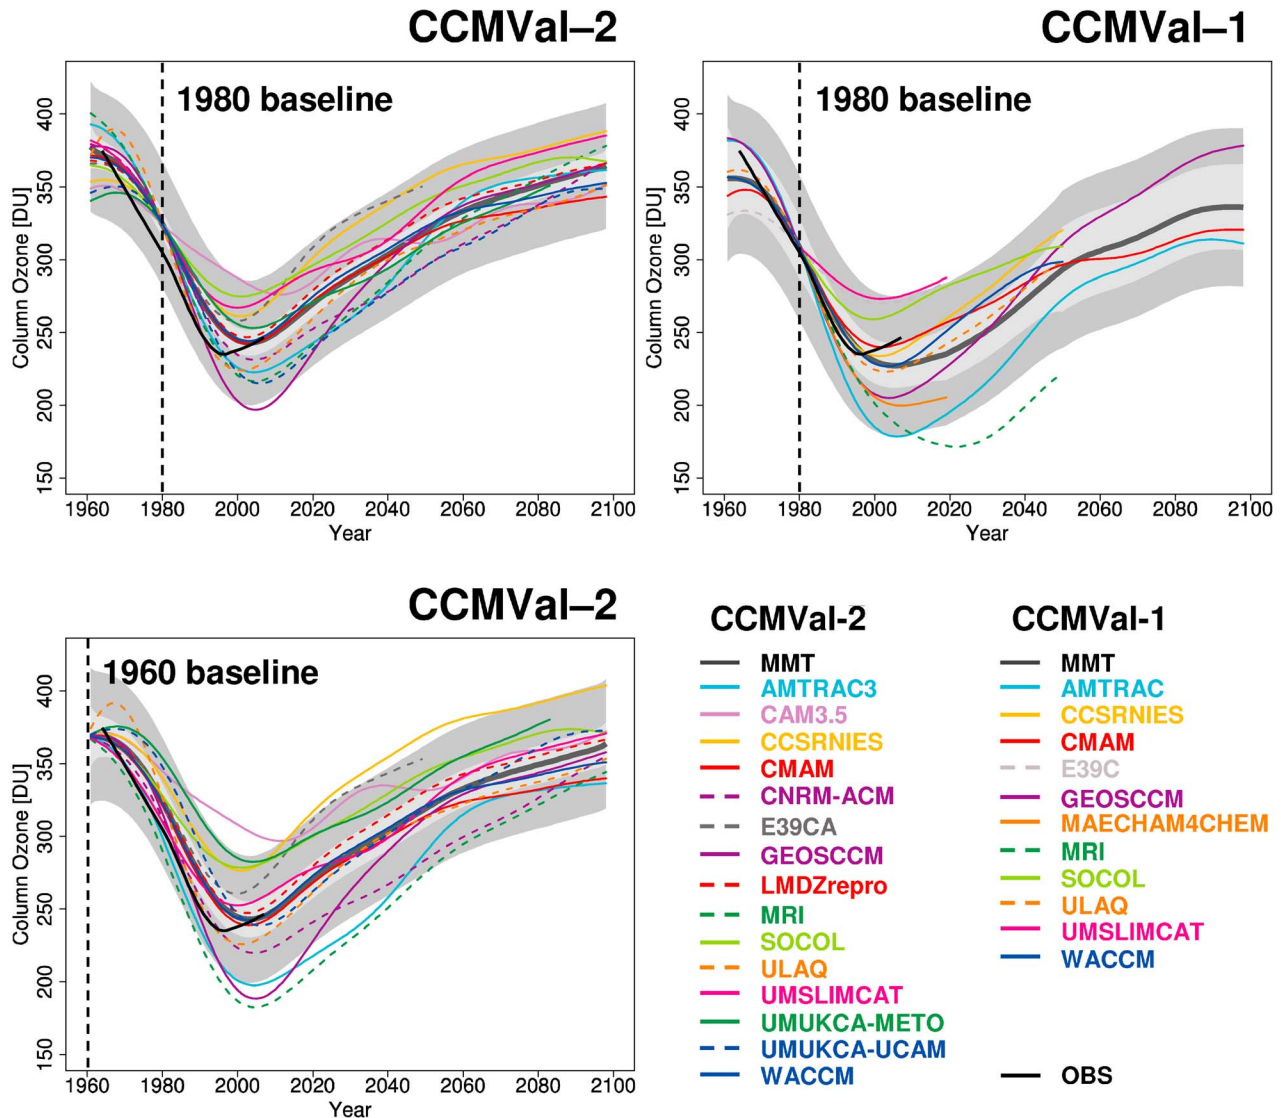 CCMVal–2
1980 baseline
Column Ozone [DU]
400
350
300
250
200
150
1960 1980 2000 2020 2040 2060 2080 2100
Year
CCMVal–1
1980 baseline
Column Ozone [DU]
400
350
300
250
200
150
1960 1980 2000 2020 2040 2060 2080 2100
Year
CCMVal–2
1960 baseline
Column Ozone [DU]
400
350
300
250
200
150
1960 1980 2000 2020 2040 2060 2080 2100
Year
CCMVal-2
MMT
AMTRAC3
CAM3.5
CCSRNIES
CMAM
CNRM-ACM
E39CA
GEOSCCM
LMDZrepro
MRI
SOCOL
ULAQ
UMSLIMCAT
UMUKCA-METO
UMUKCA-UCAM
WACCM
CCMVal-1
MMT
AMTRAC
CCSRNIES
CMAM
E39C
GEOSCCM
MAECHAM4CHEM
MRI
SOCOL
ULAQ
UMSLIMCAT
WACCM
OBS